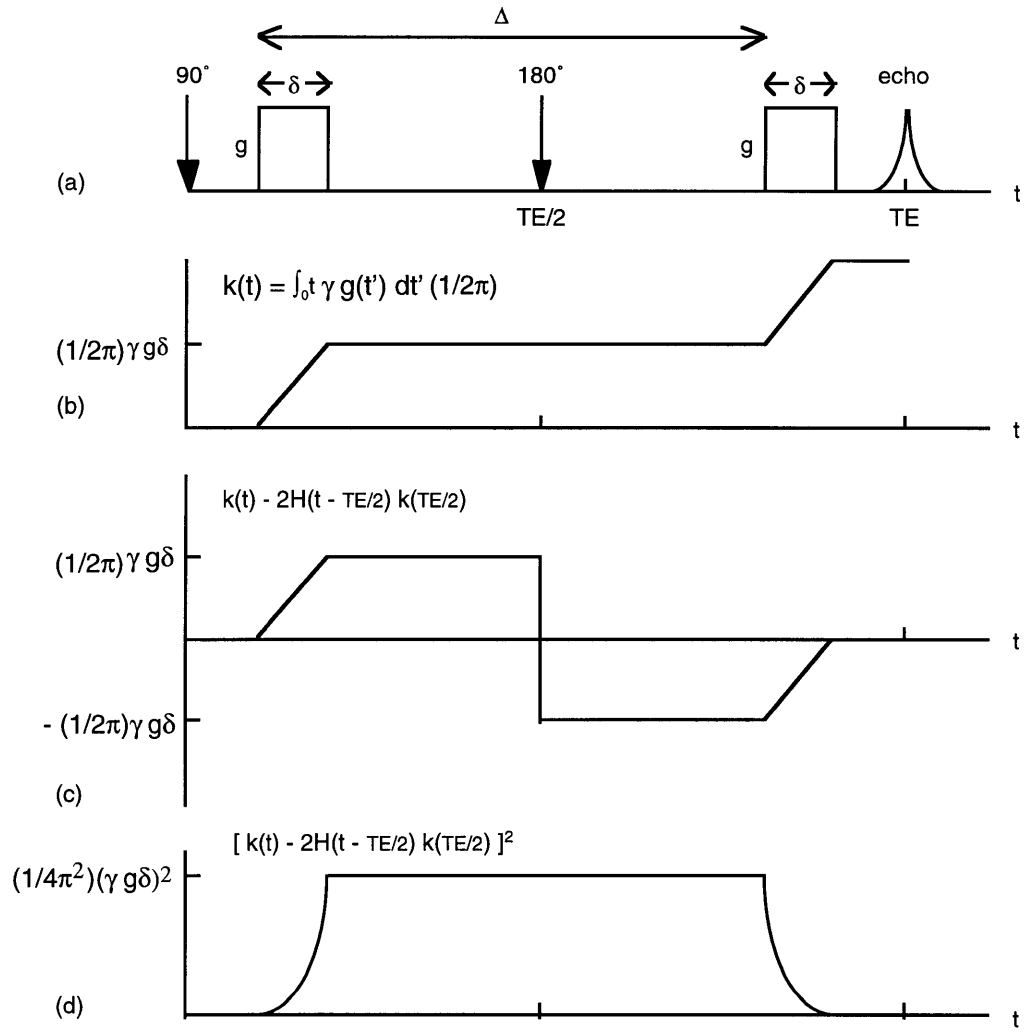 Δ
90° 180° echo
δ δ
g g
(a) t
TE/2 TE
k(t) = ∫₀t γ g(t') dt' (1/2π)
(1/2π) γ gδ
(b)
t
k(t) - 2H(t - TE/2) k(TE/2)
(1/2π) γ gδ
t
- (1/2π) γ gδ
(c)
[ k(t) - 2H(t - TE/2) k(TE/2) ]²
(1/4π²)(γ gδ)²
(d) t